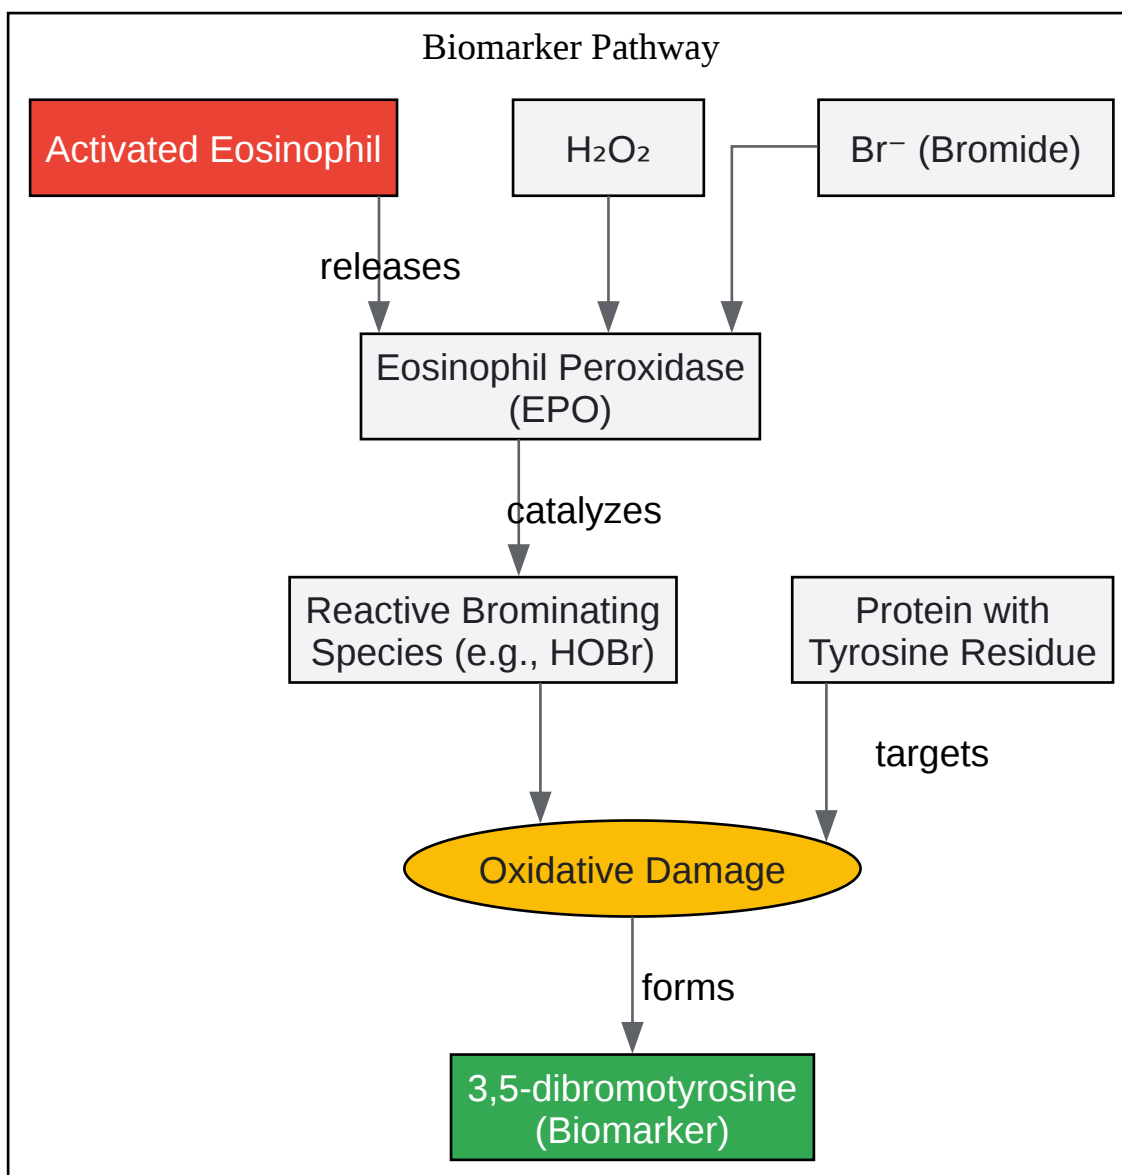 Biomarker Pathway
Activated Eosinophil
H₂O₂
Br⁻ (Bromide)
releases
Eosinophil Peroxidase
(EPO)
catalyzes
Reactive Brominating
Species (e.g., HOBr)
Protein with
Tyrosine Residue
targets
Oxidative Damage
forms
3,5-dibromotyrosine
(Biomarker)